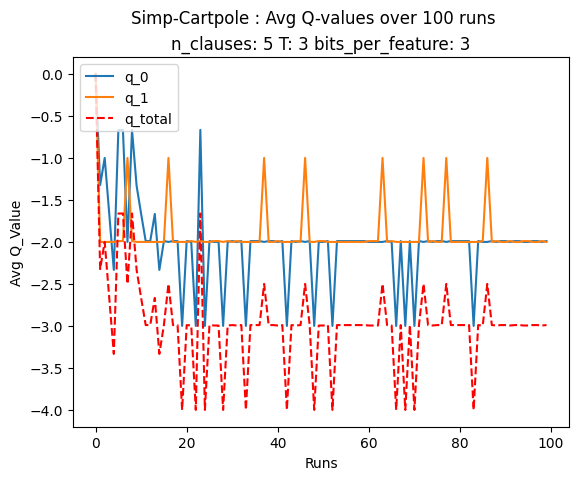 Simp-Cartpole : Avg Q-values over 100 runs
n_clauses: 5 T: 3 bits_per_feature: 3
q_0
q_1
q_total
Avg Q_Value
0.0
−0.5
−1.0
−1.5
−2.0
−2.5
−3.0
−3.5
−4.0
0
20
40
60
80
100
Runs